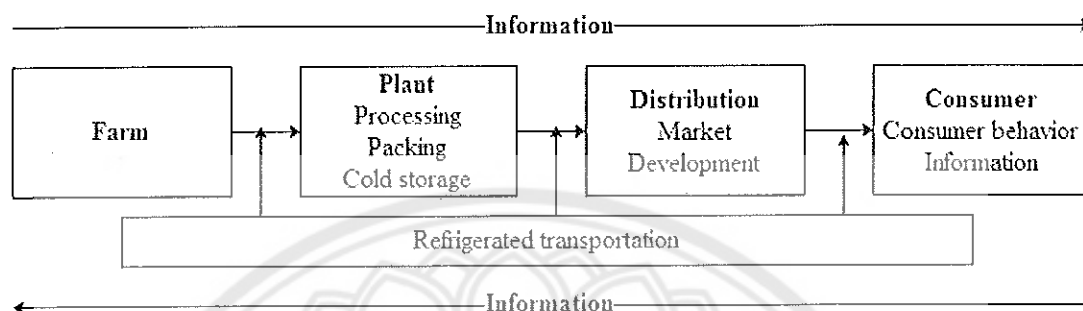 Information
Farm
Plant
Processing
Packing
Cold storage
Distribution
Market
Development
Consumer
Consumer behavior
Information
Refrigerated transportation
Information